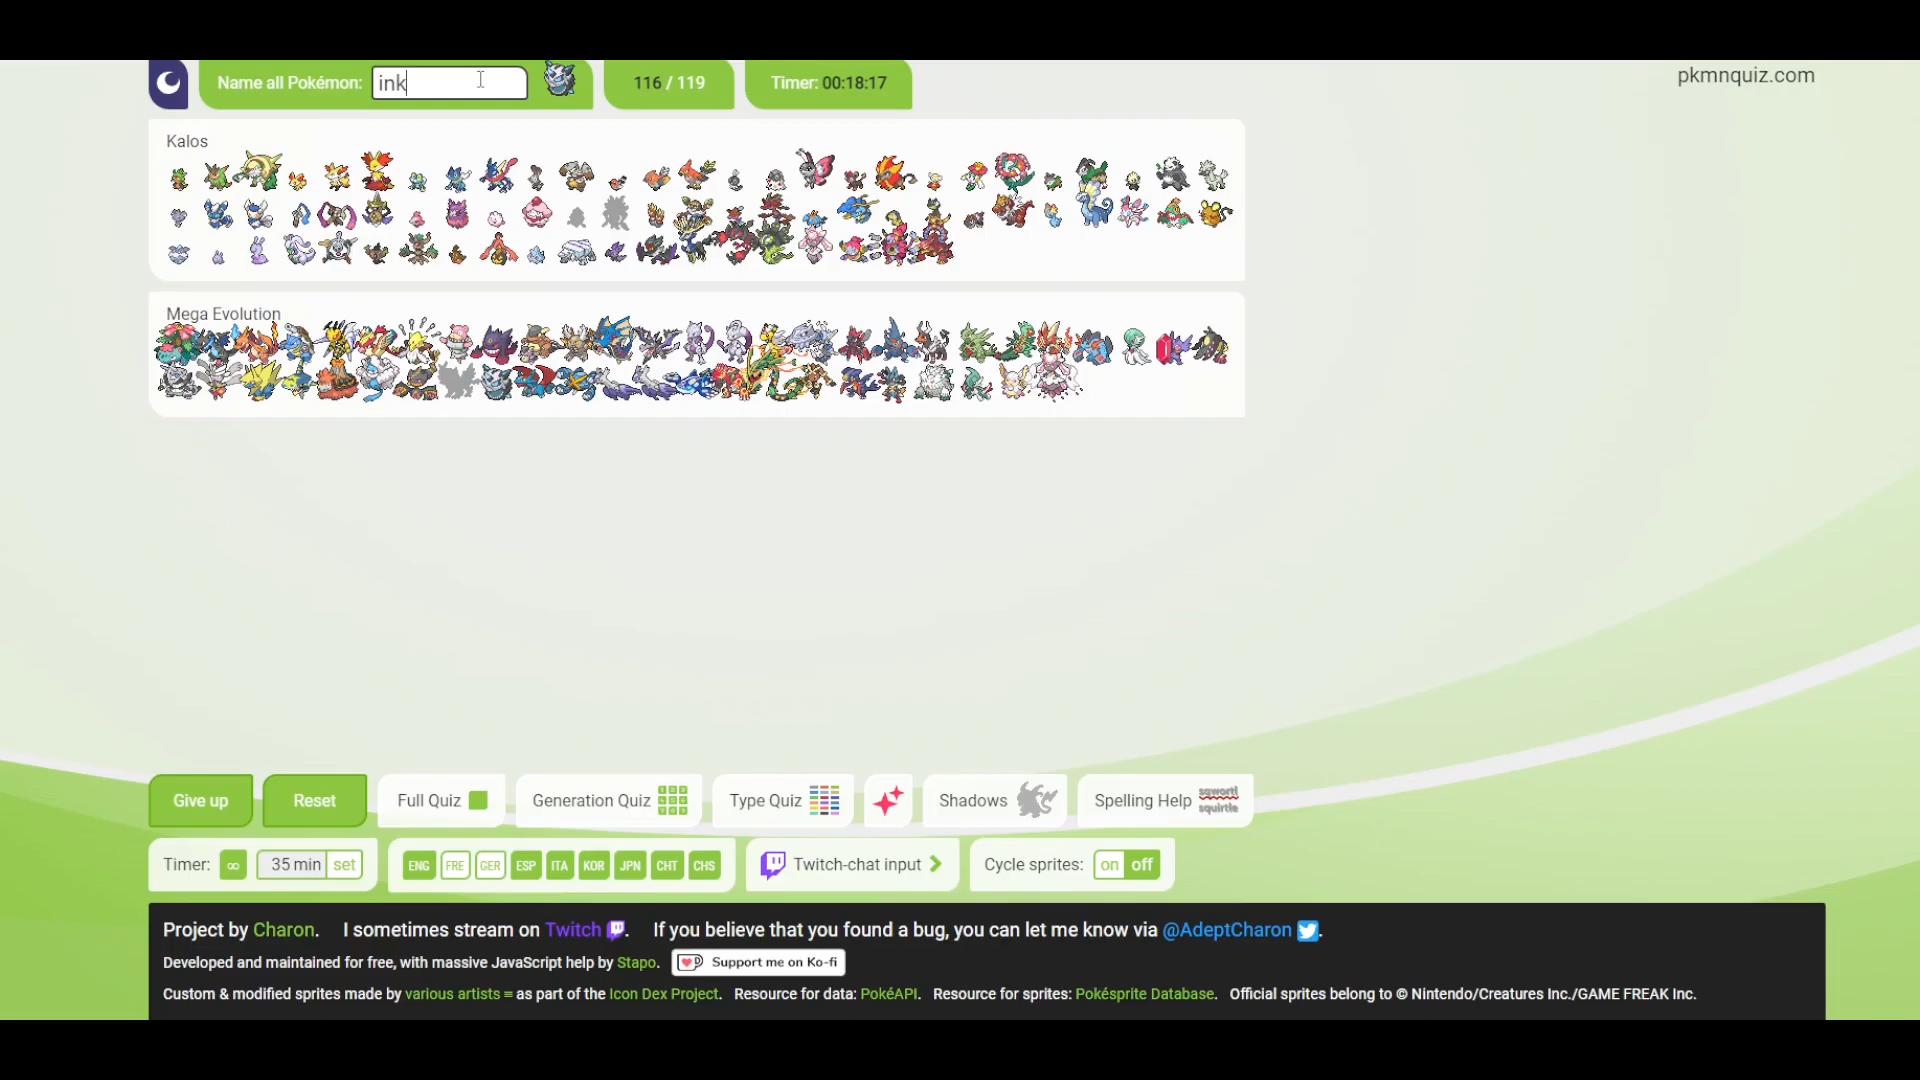 Name all Pokémon: ink 116 / 119 Timer: 00:18:17 pkmnquiz.com
Kalos
Mega Evolution
Give up Reset Full Quiz Generation Quiz Type Quiz Shadows Spelling Help sqwortl
squirtle
Timer: ∞ 35 min set ENG FRE GER ESP ITA KOR JPN CHT CHS Twitch-chat input Cycle sprites: on off
Project by Charon. I sometimes stream on Twitch. If you believe that you found a bug, you can let me know via @AdeptCharon.
Developed and maintained for free, with massive JavaScript help by Stapo. Support me on Ko-fi
Custom & modified sprites made by various artists = as part of the Icon Dex Project. Resource for data: PokéAPI. Resource for sprites: Pokésprite Database. Official sprites belong to © Nintendo/Creatures Inc./GAME FREAK Inc.